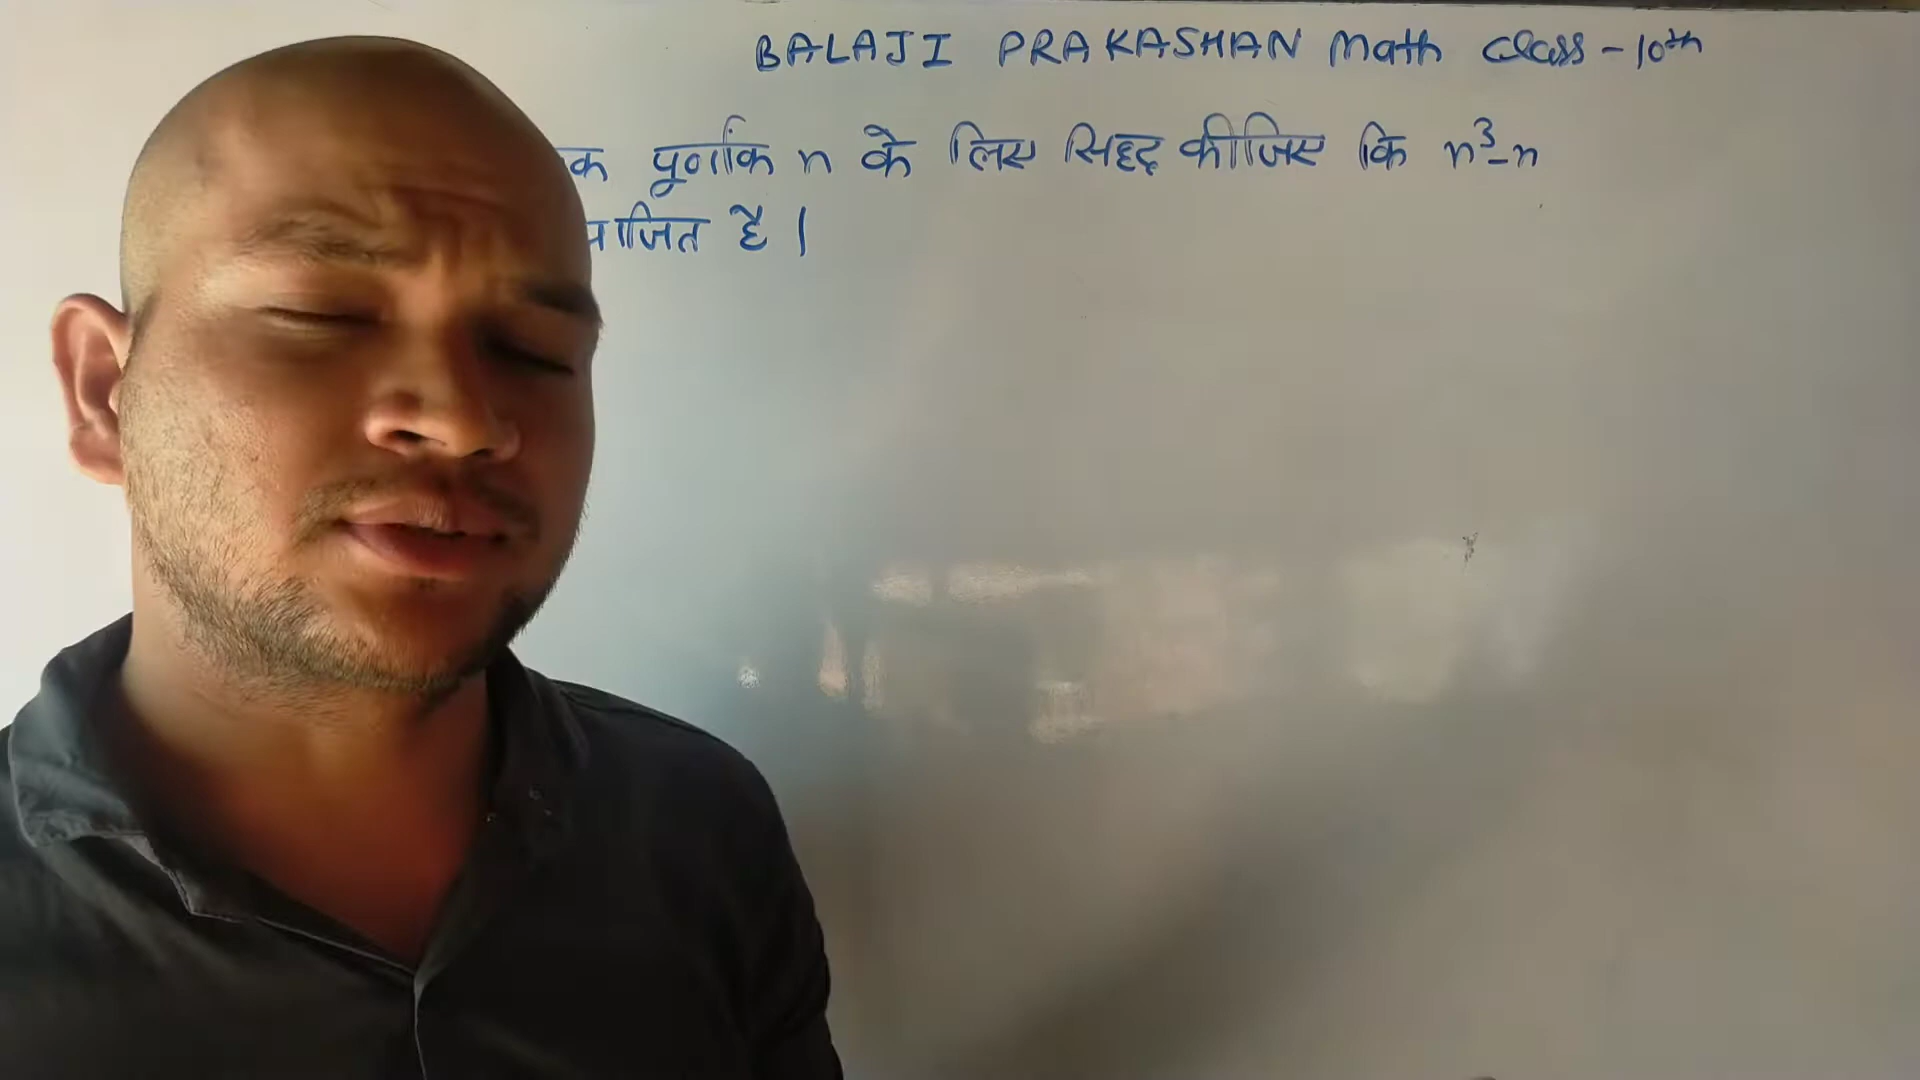 BALAJI PRAKASHAN Math Class - 10th
पूर्णांक n के लिए सिद्ध कीजिए कि n³-n
है।